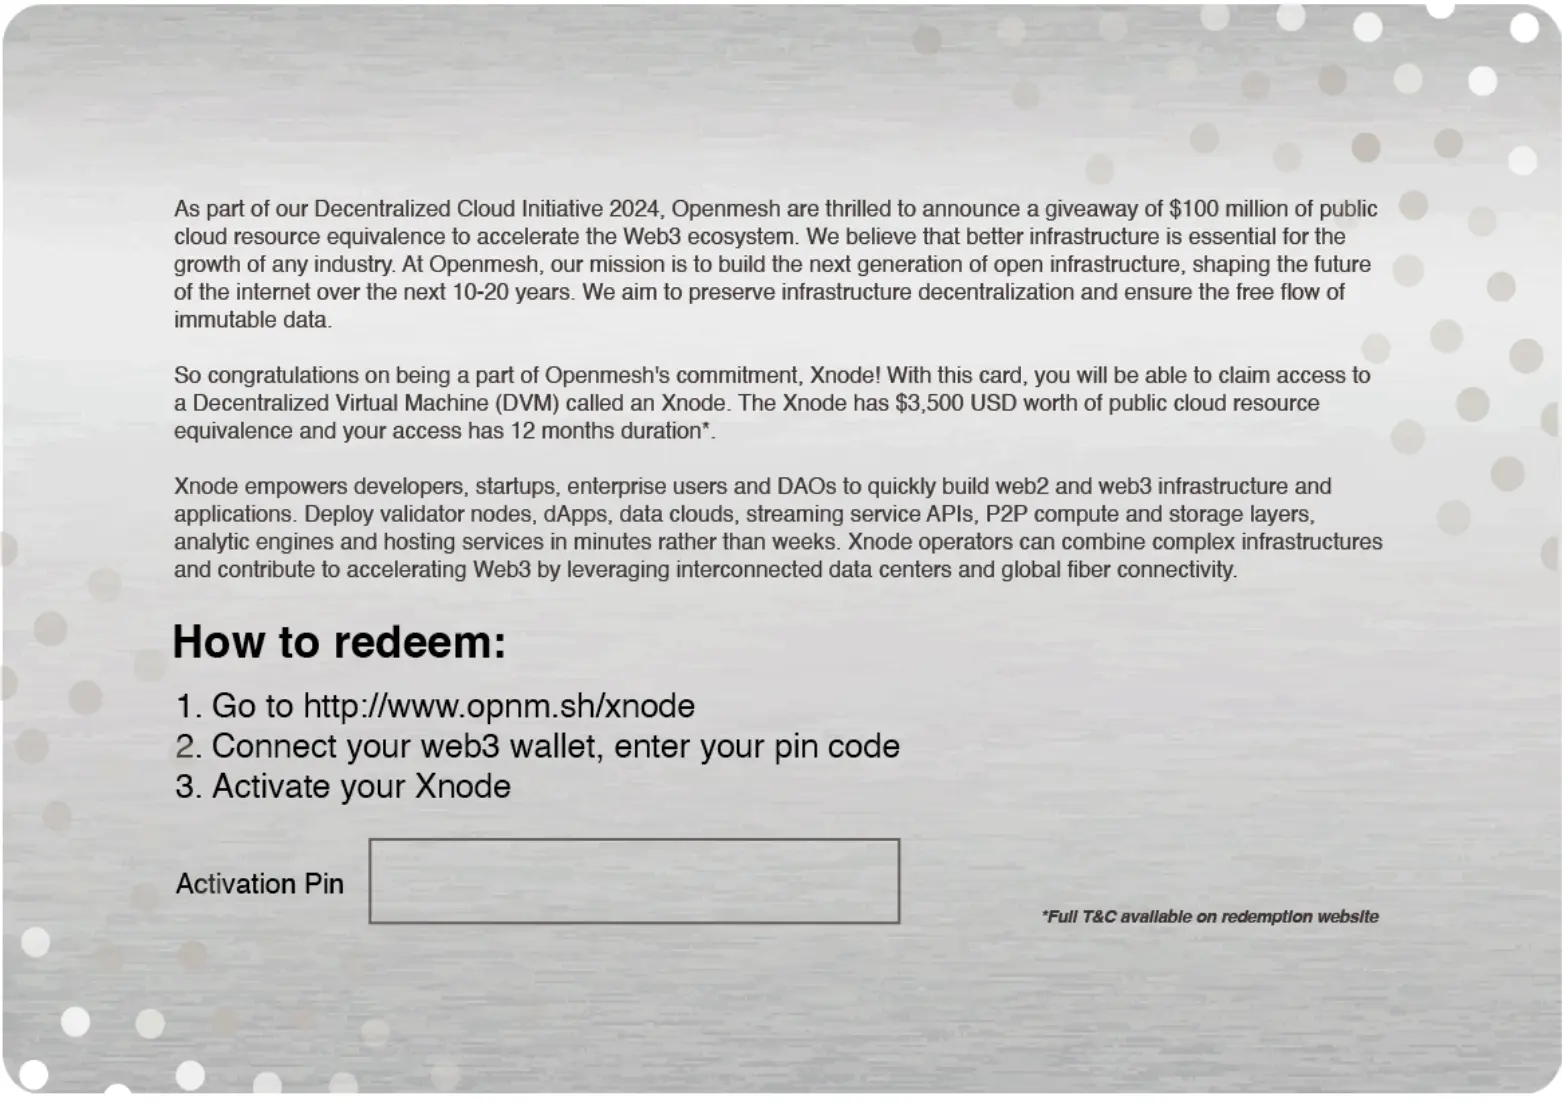 As part of our Decentralized Cloud Initiative 2024, Openmesh are thrilled to announce a giveaway of $100 million of public
cloud resource equivalence to accelerate the Web3 ecosystem. We believe that better infrastructure is essential for the
growth of any industry. At Openmesh, our mission is to build the next generation of open infrastructure, shaping the future
of the internet over the next 10-20 years. We aim to preserve infrastructure decentralization and ensure the free flow of
immutable data.
So congratulations on being a part of Openmesh's commitment, Xnode! With this card, you will be able to claim access to
a Decentralized Virtual Machine (DVM) called an Xnode. The Xnode has $3,500 USD worth of public cloud resource
equivalence and your access has 12 months duration*.
Xnode empowers developers, startups, enterprise users and DAOs to quickly build web2 and web3 infrastructure and
applications. Deploy validator nodes, dApps, data clouds, streaming service APIs, P2P compute and storage layers,
analytic engines and hosting services in minutes rather than weeks. Xnode operators can combine complex infrastructures
and contribute to accelerating Web3 by leveraging interconnected data centers and global fiber connectivity.
How to redeem:
1. Go to http://www.opnm.sh/xnode
2. Connect your web3 wallet, enter your pin code
3. Activate your Xnode
Activation Pin
*Full T&C available on redemption website